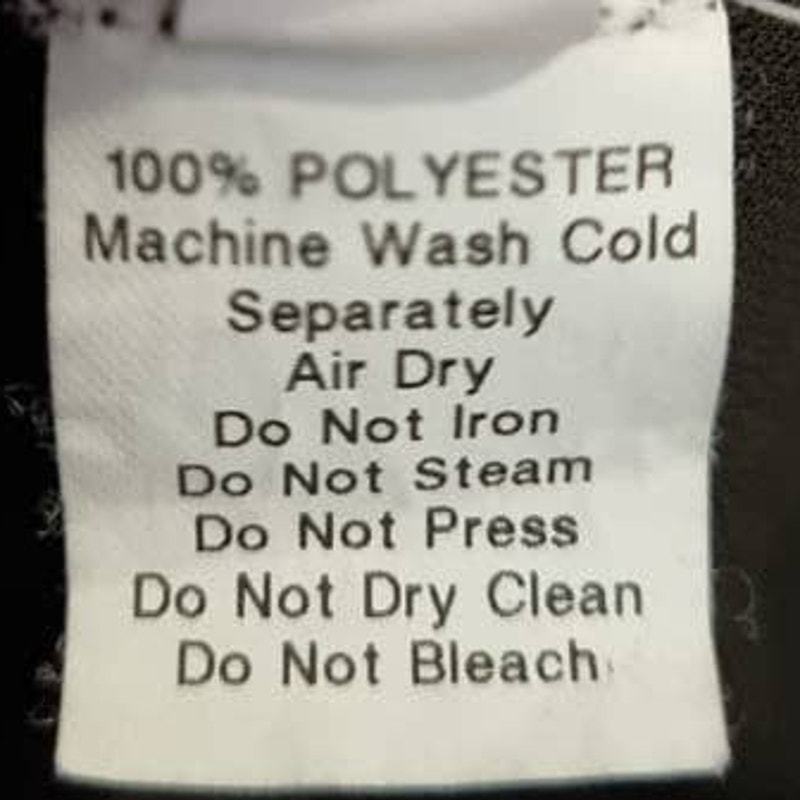 100% POLYESTER
Machine Wash Cold
Separately
Air Dry
Do Not Iron
Do Not Steam
Do Not Press
Do Not Dry Clean
Do Not Bleach